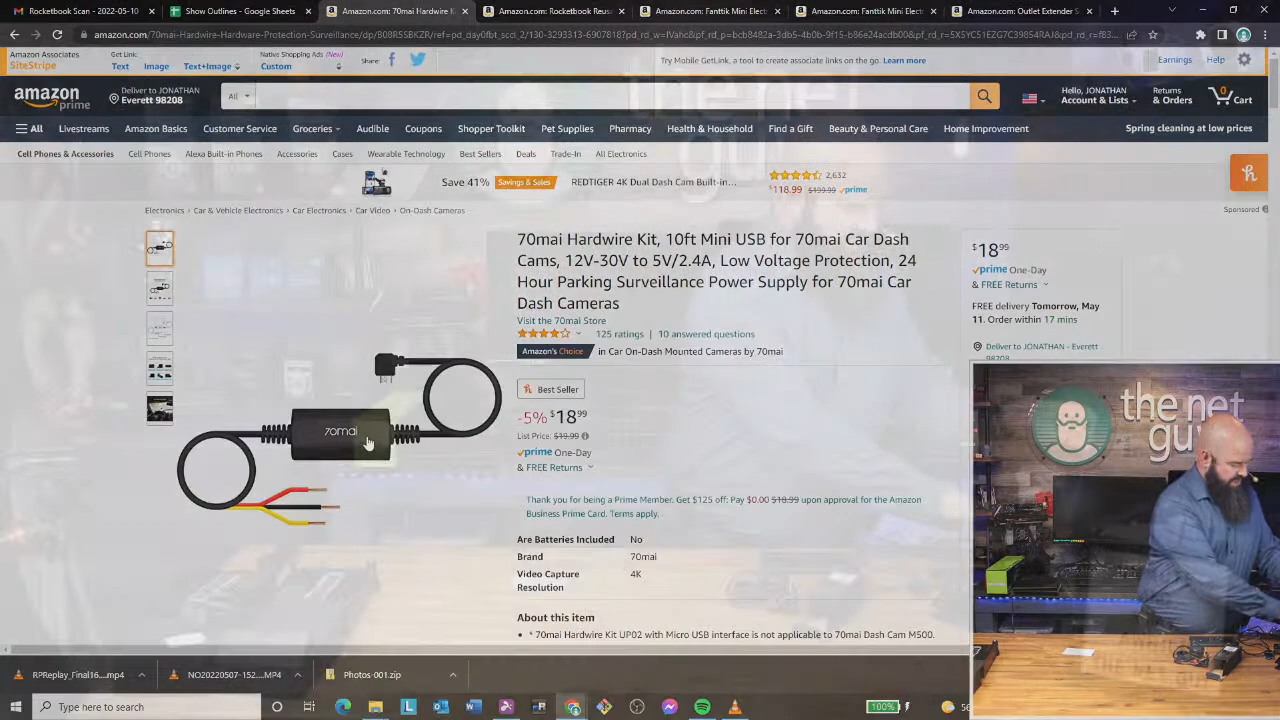 Gmail - Rocketbook Scan - 2022-05-10
Show Outlines - Google Sheets
Amazon.com: 70mai Hardwire K
Amazon.com: Rocketbook Reus
Amazon.com: Fanttik Mini Elect
Amazon.com: Fanttik Mini Elect
Amazon.com: Outlet Extender S
Amazon Associates
SiteStripe
Get Link:
Text Image Text+Image
Native Shopping Ads (New)
Custom
Share:
Try Mobile GetLink, a tool to create associate links on the go. Learn more
Earnings Help
amazon
prime
Deliver to JONATHAN
Everett 98208
All
Hello, JONATHAN
Account & Lists
Returns
& Orders
0
Cart
All Livestreams Amazon Basics Customer Service Groceries Audible Coupons Shopper Toolkit Pet Supplies Pharmacy Health & Household Find a Gift Beauty & Personal Care Home Improvement
Spring cleaning at low prices
Cell Phones & Accessories Cell Phones Alexa Built-in Phones Accessories Cases Wearable Technology Best Sellers Deals Trade-In All Electronics
Save 41% Savings & Sales REDTIGER 4K Dual Dash Cam Built-in...
2,632
$118.99 $199.99 prime
Sponsored
Electronics › Car & Vehicle Electronics › Car Electronics › Car Video › On-Dash Cameras
70mai Hardwire Kit, 10ft Mini USB for 70mai Car Dash
Cams, 12V-30V to 5V/2.4A, Low Voltage Protection, 24
Hour Parking Surveillance Power Supply for 70mai Car
Dash Cameras
Visit the 70mai Store
125 ratings | 10 answered questions
Amazon's Choice in Car On-Dash Mounted Cameras by 70mai
Best Seller
-5% $18 99
List Price: $19.99
prime One-Day
& FREE Returns
Thank you for being a Prime Member. Get $125 off: Pay $0.00 $18.99 upon approval for the Amazon
Business Prime Card. Terms apply.
Are Batteries Included No
Brand 70mai
Video Capture 4K
Resolution
About this item
* 70mai Hardwire Kit UP02 with Micro USB interface is not applicable to 70mai Dash Cam M500.
70mai
$18 99
prime One-Day
& FREE Returns
FREE delivery Tomorrow, May
11. Order within 17 mins
Deliver to JONATHAN - Everett
98208
the net
guy
RPReplay_Final16....mp4
NO20220507-152....MP4
Photos-001.zip
Type here to search
100%